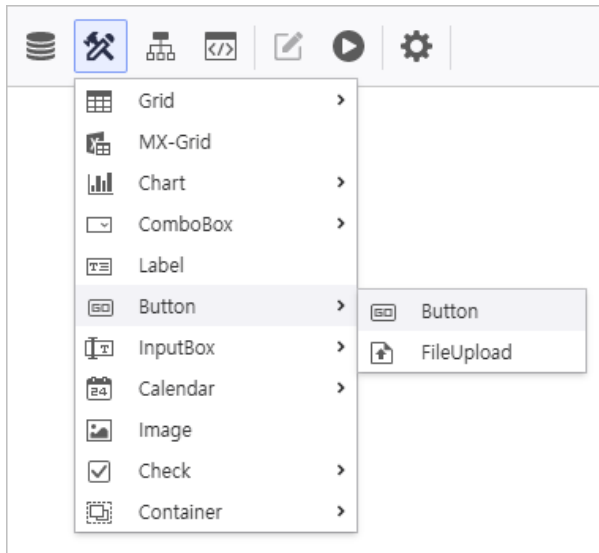 Grid
MX-Grid
Chart
ComboBox
Label
Button
InputBox
Calendar
Image
Check
Container
Button
FileUpload